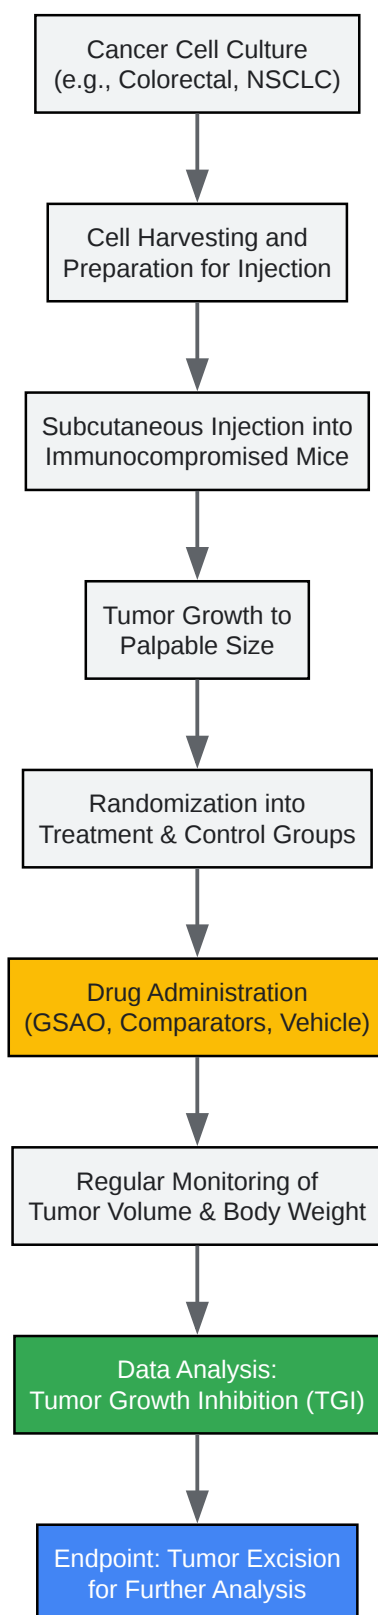 Cancer Cell Culture
(e.g., Colorectal, NSCLC)
Cell Harvesting and
Preparation for Injection
Subcutaneous Injection into
Immunocompromised Mice
Tumor Growth to
Palpable Size
Randomization into
Treatment & Control Groups
Drug Administration
(GSAO, Comparators, Vehicle)
Regular Monitoring of
Tumor Volume & Body Weight
Data Analysis:
Tumor Growth Inhibition (TGI)
Endpoint: Tumor Excision
for Further Analysis